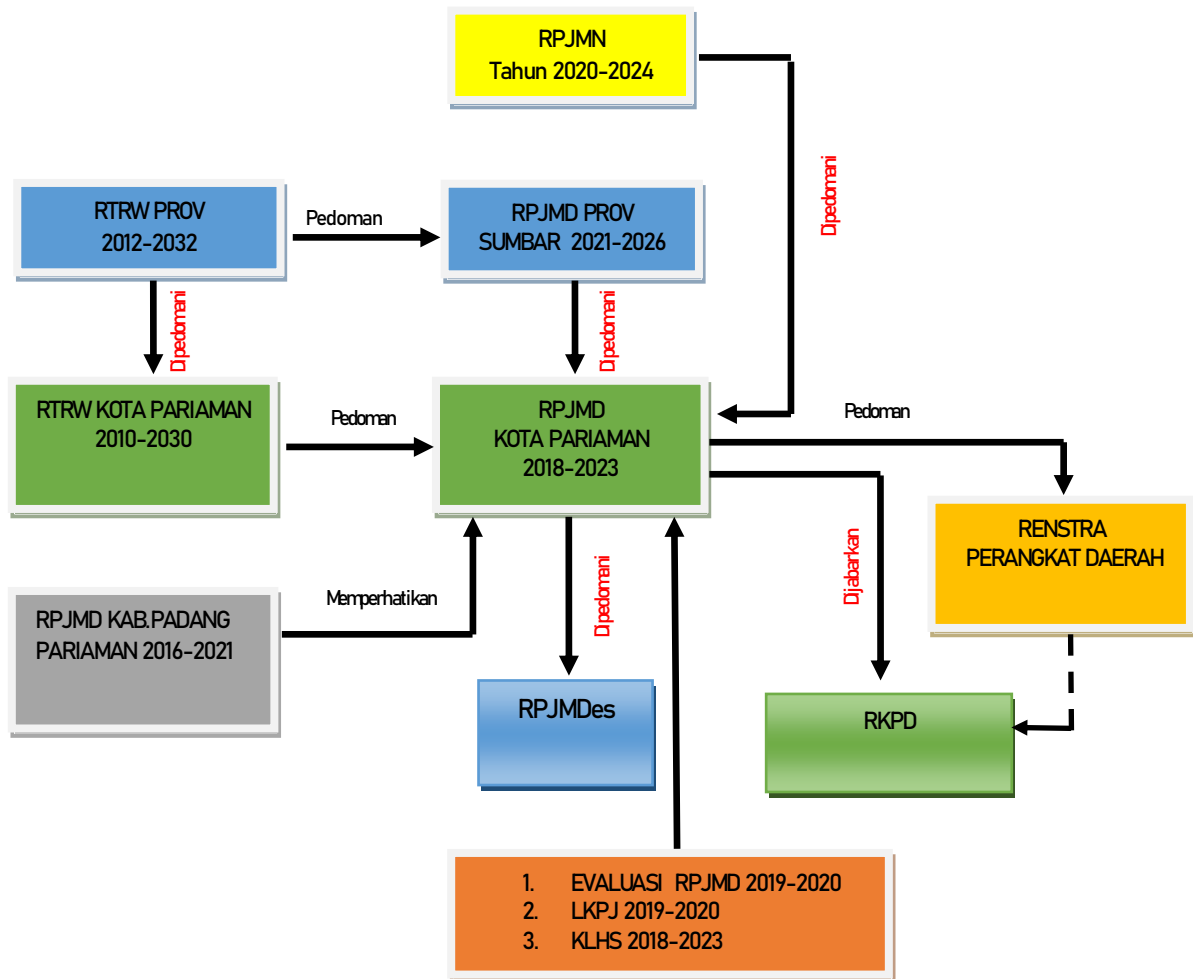 RPJMN
Tahun 2020-2024
Dipedomani
RTRW PROV
2012-2032
Pedoman
RPJMD PROV
SUMBAR 2021-2026
Dipedomani
Dipedomani
RTRW KOTA PARIAMAN
2010-2030
Pedoman
RPJMD
KOTA PARIAMAN
2018-2023
Pedoman
RENSTRA
PERANGKAT DAERAH
Dijabarkan
RPJMD KAB.PADANG
PARIAMAN 2016-2021
Memperhatikan
Dipedomani
RPJMDes
RKPD
1. EVALUASI RPJMD 2019-2020
2. LKPJ 2019-2020
3. KLHS 2018-2023